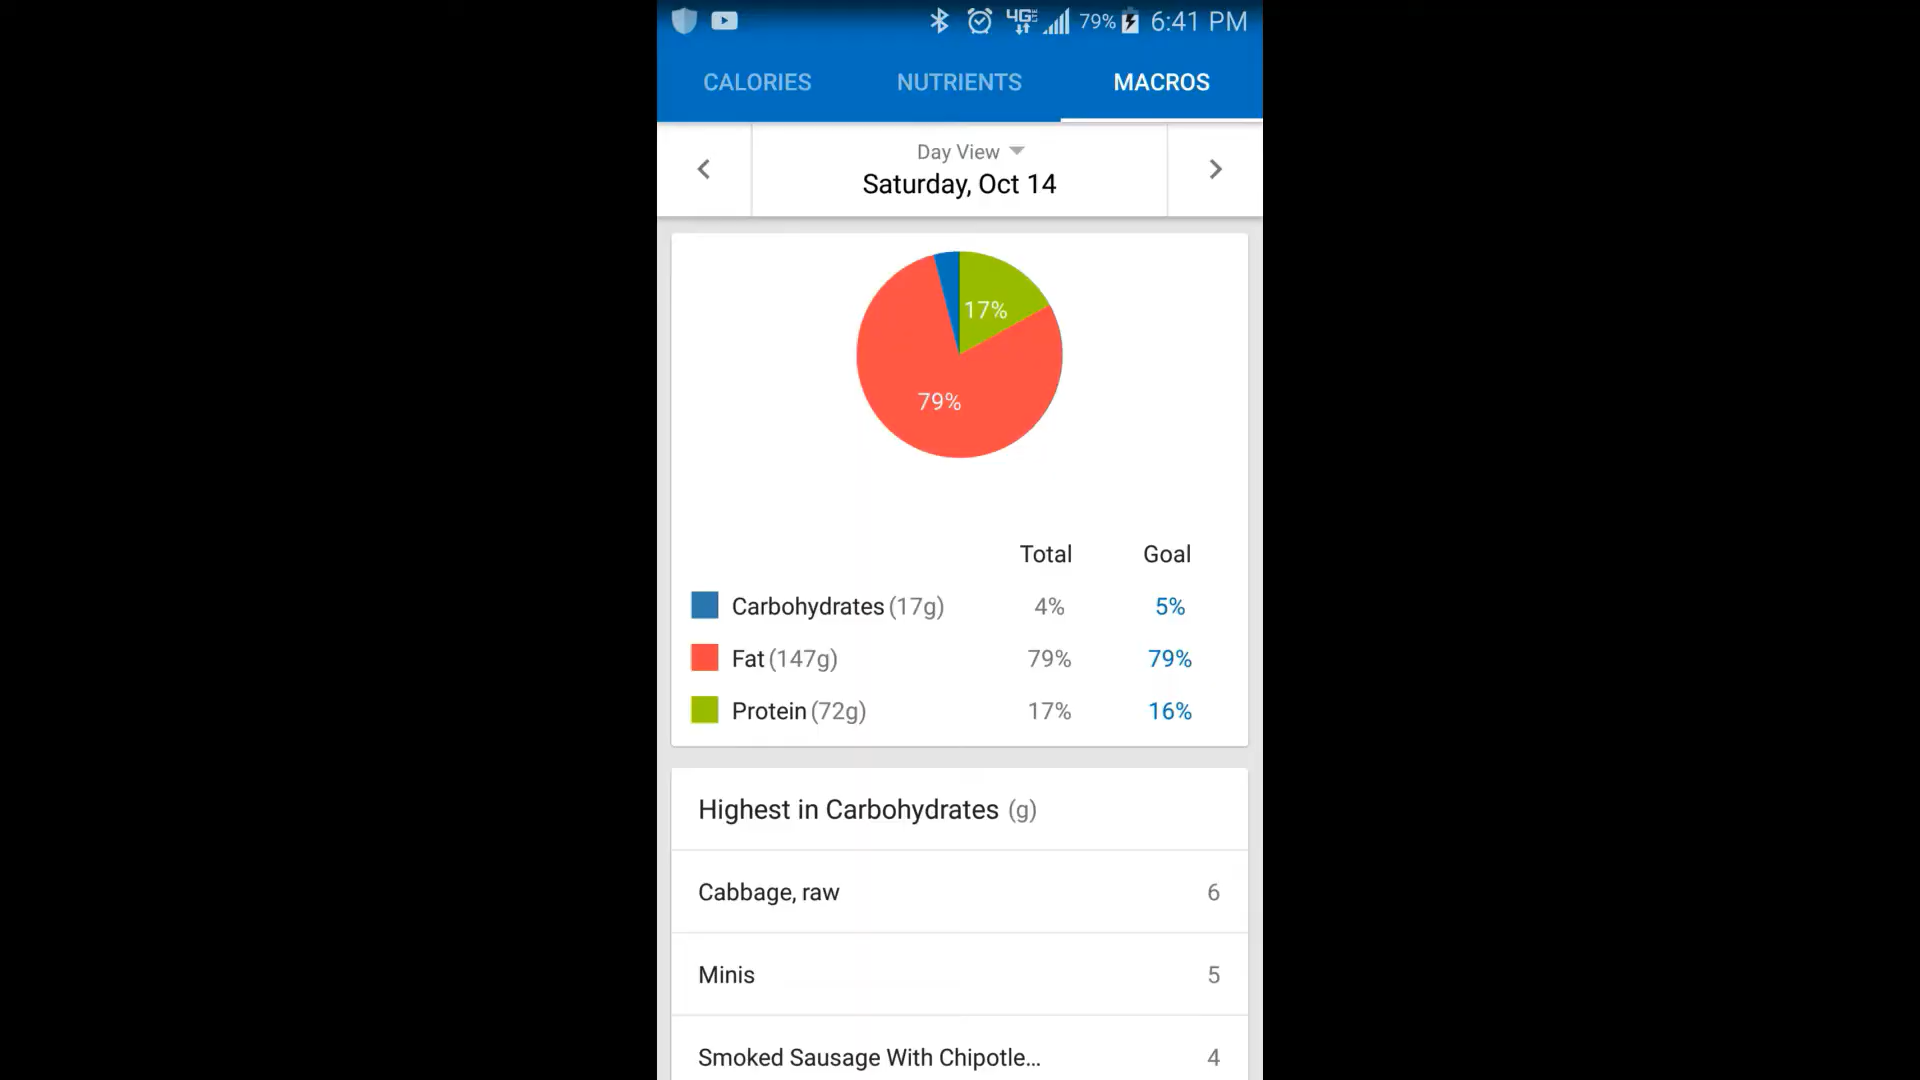 4G LTE 79% 6:41 PM
CALORIES NUTRIENTS MACROS
Day View
Saturday, Oct 14
17%
79%
Total Goal
Carbohydrates (17g) 4% 5%
Fat (147g) 79% 79%
Protein (72g) 17% 16%
Highest in Carbohydrates (g)
Cabbage, raw 6
Minis 5
Smoked Sausage With Chipotle... 4